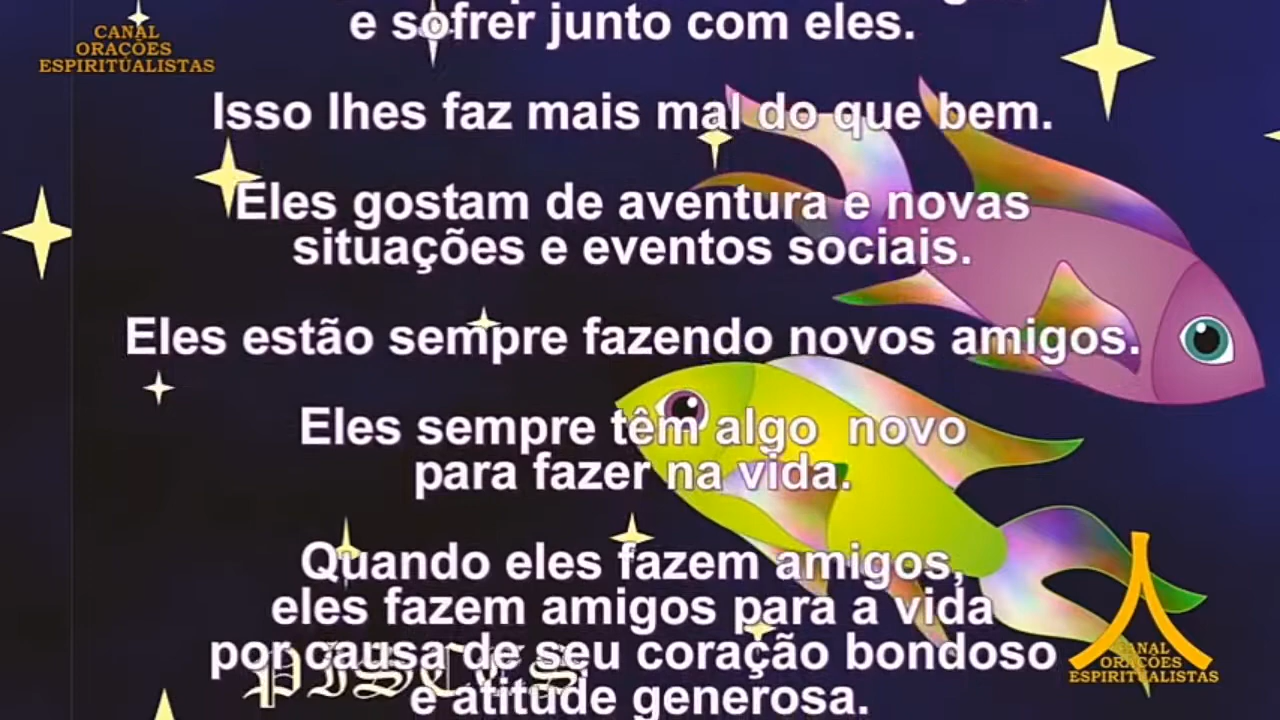 CANAL
ORAÇÕES
ESPIRITUALISTAS
e sofrer junto com eles.
Isso lhes faz mais mal do que bem.
Eles gostam de aventura e novas
situações e eventos sociais.
Eles estão sempre fazendo novos amigos.
Eles sempre têm algo novo
para fazer na vida.
Quando eles fazem amigos,
eles fazem amigos para a vida
por causa de seu coração bondoso
e atitude generosa.
PISCES
CANAL
ORAÇÕES
ESPIRITUALISTAS